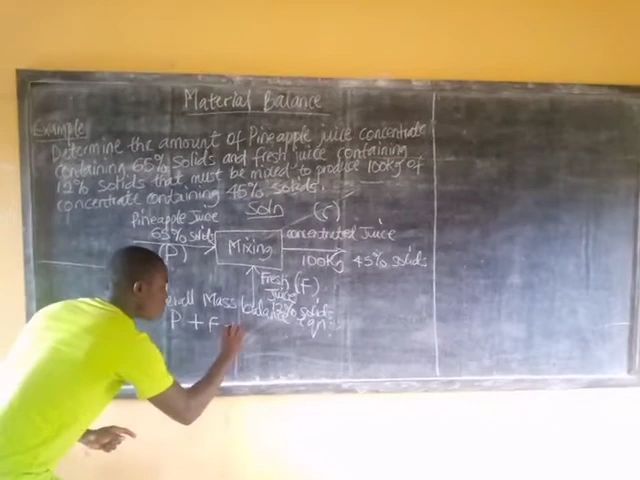 Material Balance
Example
Determine the amount of Pineapple juice concentrate
containing 65% solids and fresh juice containing
12% solids that must be mixed to produce 100kg of
concentrate containing 45% solids.
Soln
(C)
Pineapple Juice
65% solids
(P)
Mixing
concentrated Juice
100Kg 45% solids
Fresh (F)
Juice
12% solids
Mass balance eqn:
P + F